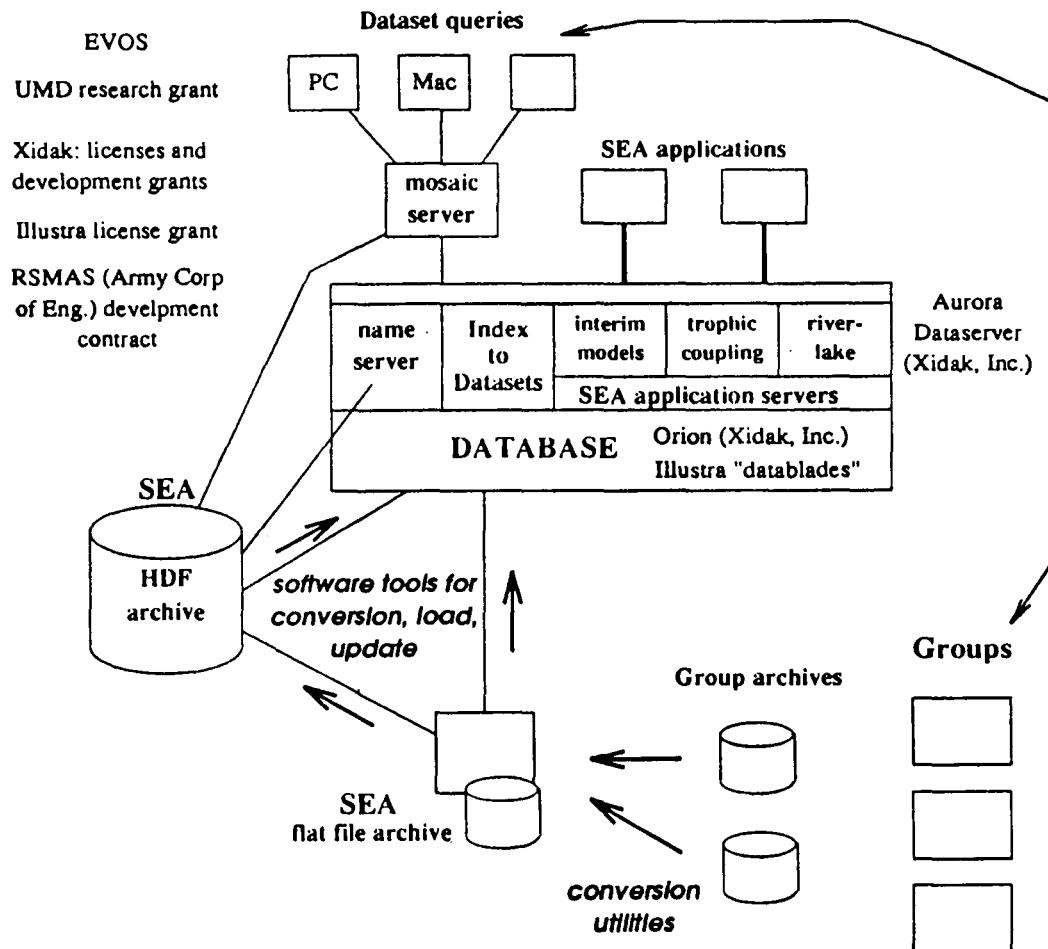 Dataset queries
EVOS
UMD research grant
Xidak: licenses and
development grants
Illustra license grant
RSMAS (Army Corp
of Eng.) develpment
contract
PC
Mac
mosaic
server
SEA applications
name
server
Index
to
Datasets
interim
models
trophic
coupling
river-
lake
SEA application servers
Aurora
Dataserver
(Xidak, Inc.)
DATABASE
Orion (Xidak, Inc.)
Illustra "datablades"
SEA
HDF
archive
software tools for
conversion, load,
update
Groups
Group archives
SEA
flat file archive
conversion
utilities